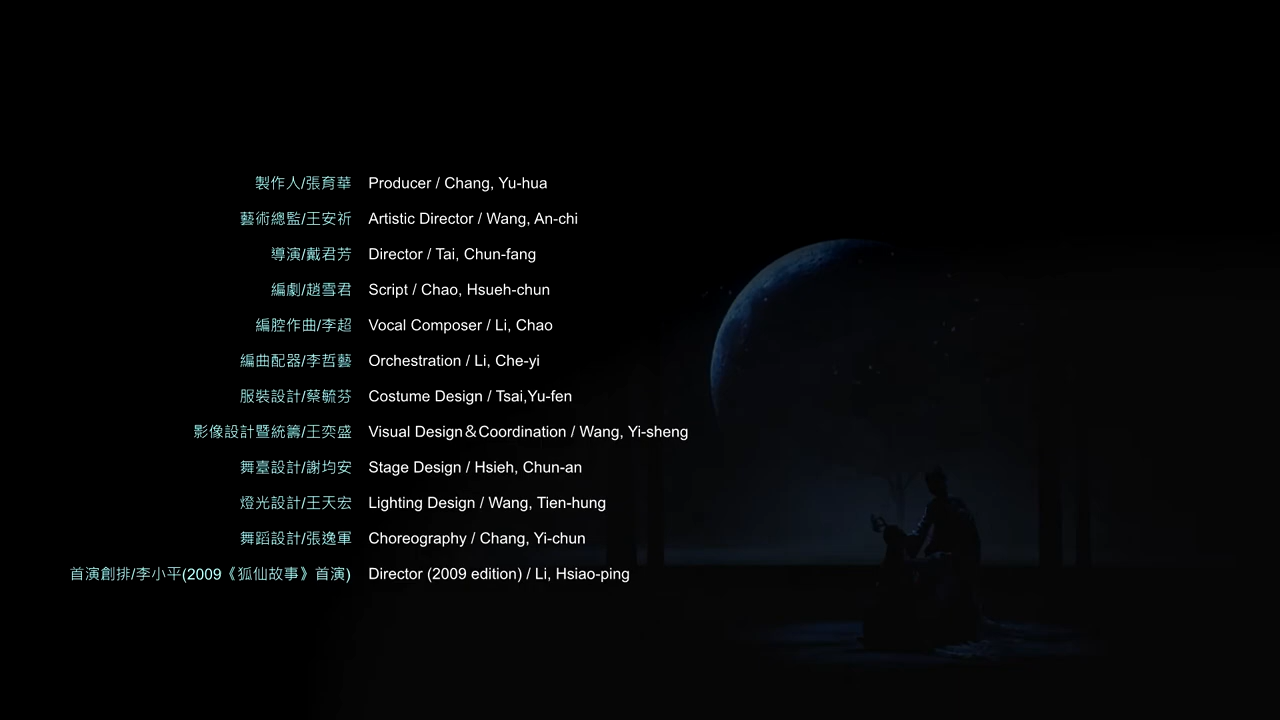 製作人/張育華 Producer / Chang, Yu-hua
藝術總監/王安祈 Artistic Director / Wang, An-chi
導演/戴君芳 Director / Tai, Chun-fang
編劇/趙雪君 Script / Chao, Hsueh-chun
編腔作曲/李超 Vocal Composer / Li, Chao
編曲配器/李哲藝 Orchestration / Li, Che-yi
服裝設計/蔡毓芬 Costume Design / Tsai,Yu-fen
影像設計暨統籌/王奕盛 Visual Design＆Coordination / Wang, Yi-sheng
舞臺設計/謝均安 Stage Design / Hsieh, Chun-an
燈光設計/王天宏 Lighting Design / Wang, Tien-hung
舞蹈設計/張逸軍 Choreography / Chang, Yi-chun
首演創排/李小平(2009《狐仙故事》首演) Director (2009 edition) / Li, Hsiao-ping